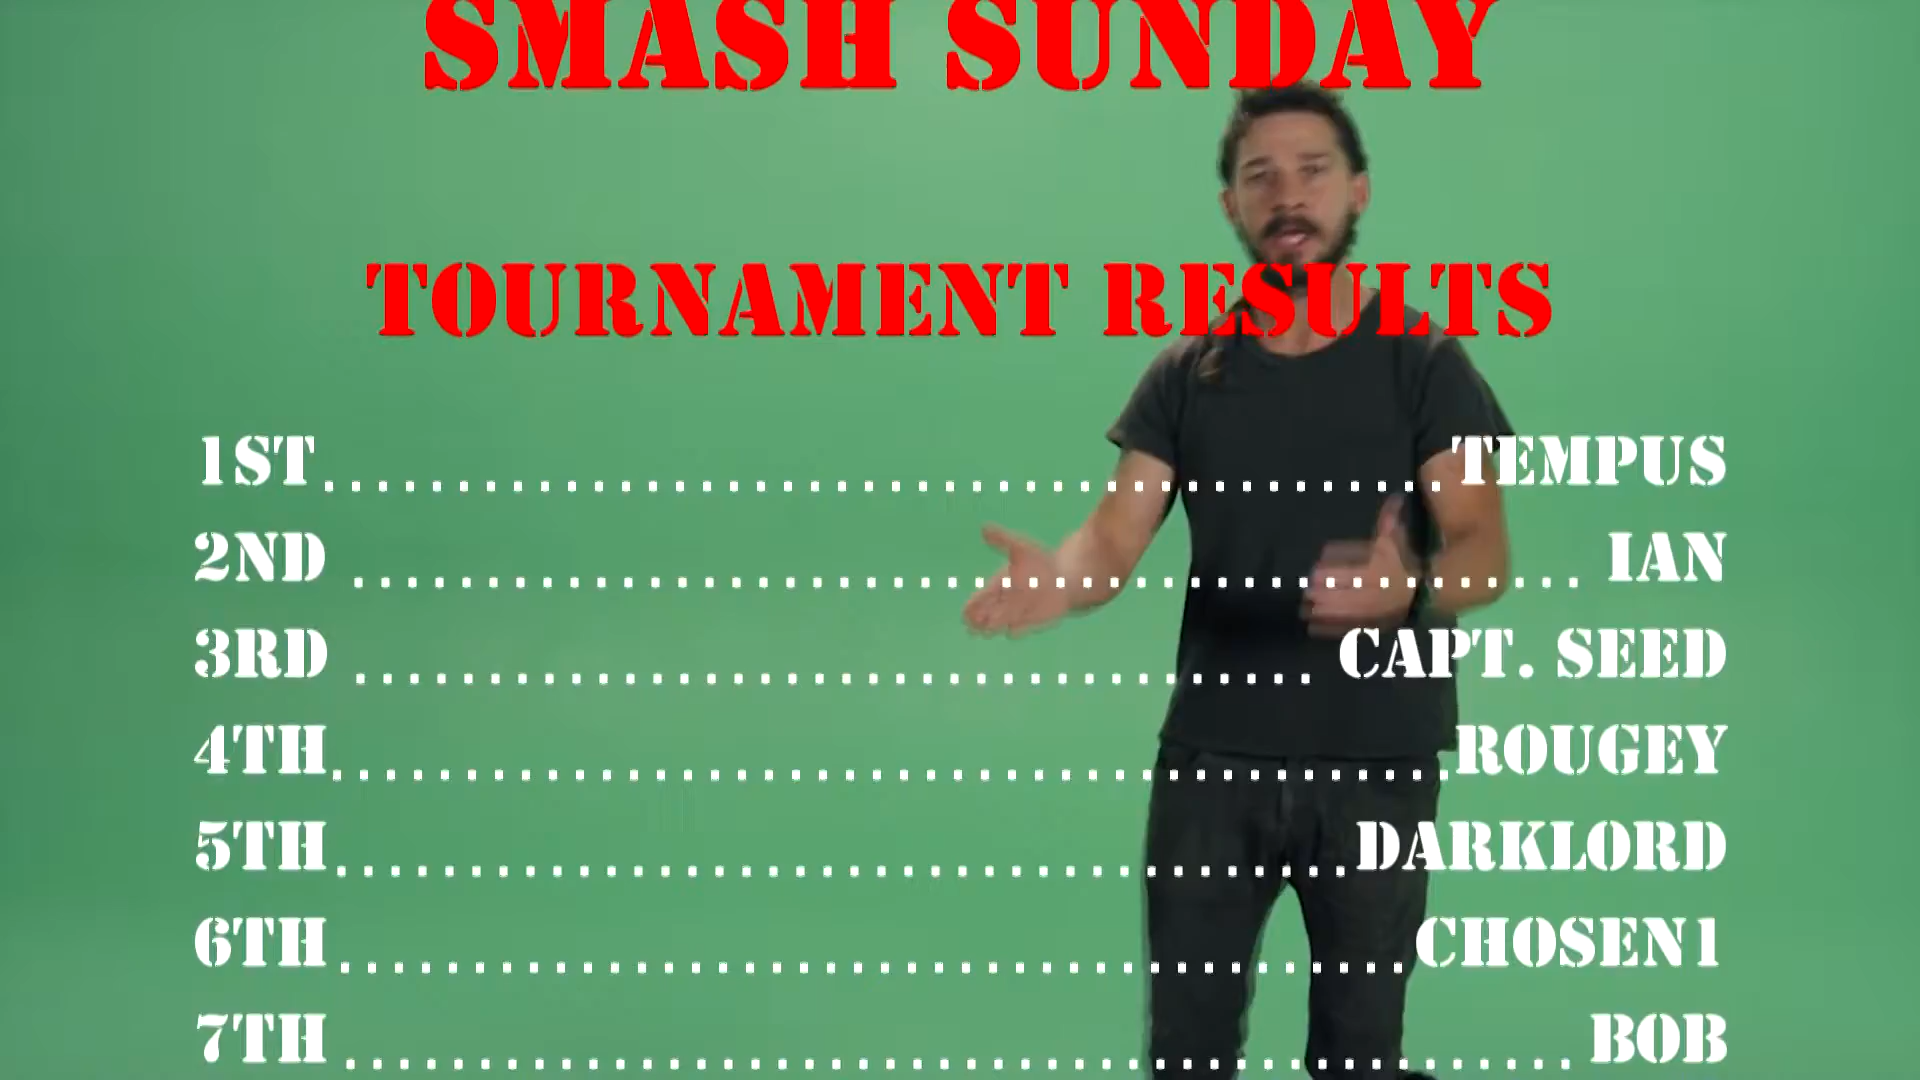 SMASH SUNDAY
TOURNAMENT RESULTS
1ST.........................................TEMPUS
2ND .............................................. IAN
3RD .................................... CAPT. SEED
4TH..........................................ROUGEY
5TH......................................DARKLORD
6TH........................................CHOSEN1
7TH .............................................. BOB